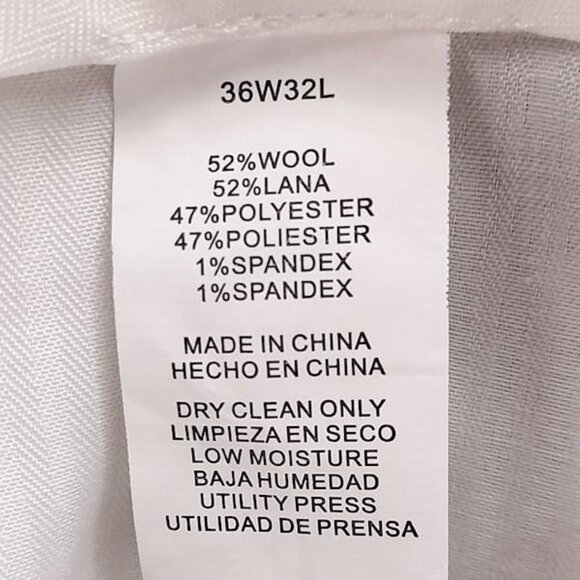 36W32L
52%WOOL
52%LANA
47%POLYESTER
47%POLIESTER
1%SPANDEX
1%SPANDEX
MADE IN CHINA
HECHO EN CHINA
DRY CLEAN ONLY
LIMPIEZA EN SECO
LOW MOISTURE
BAJA HUMEDAD
UTILITY PRESS
UTILIDAD DE PRENSA